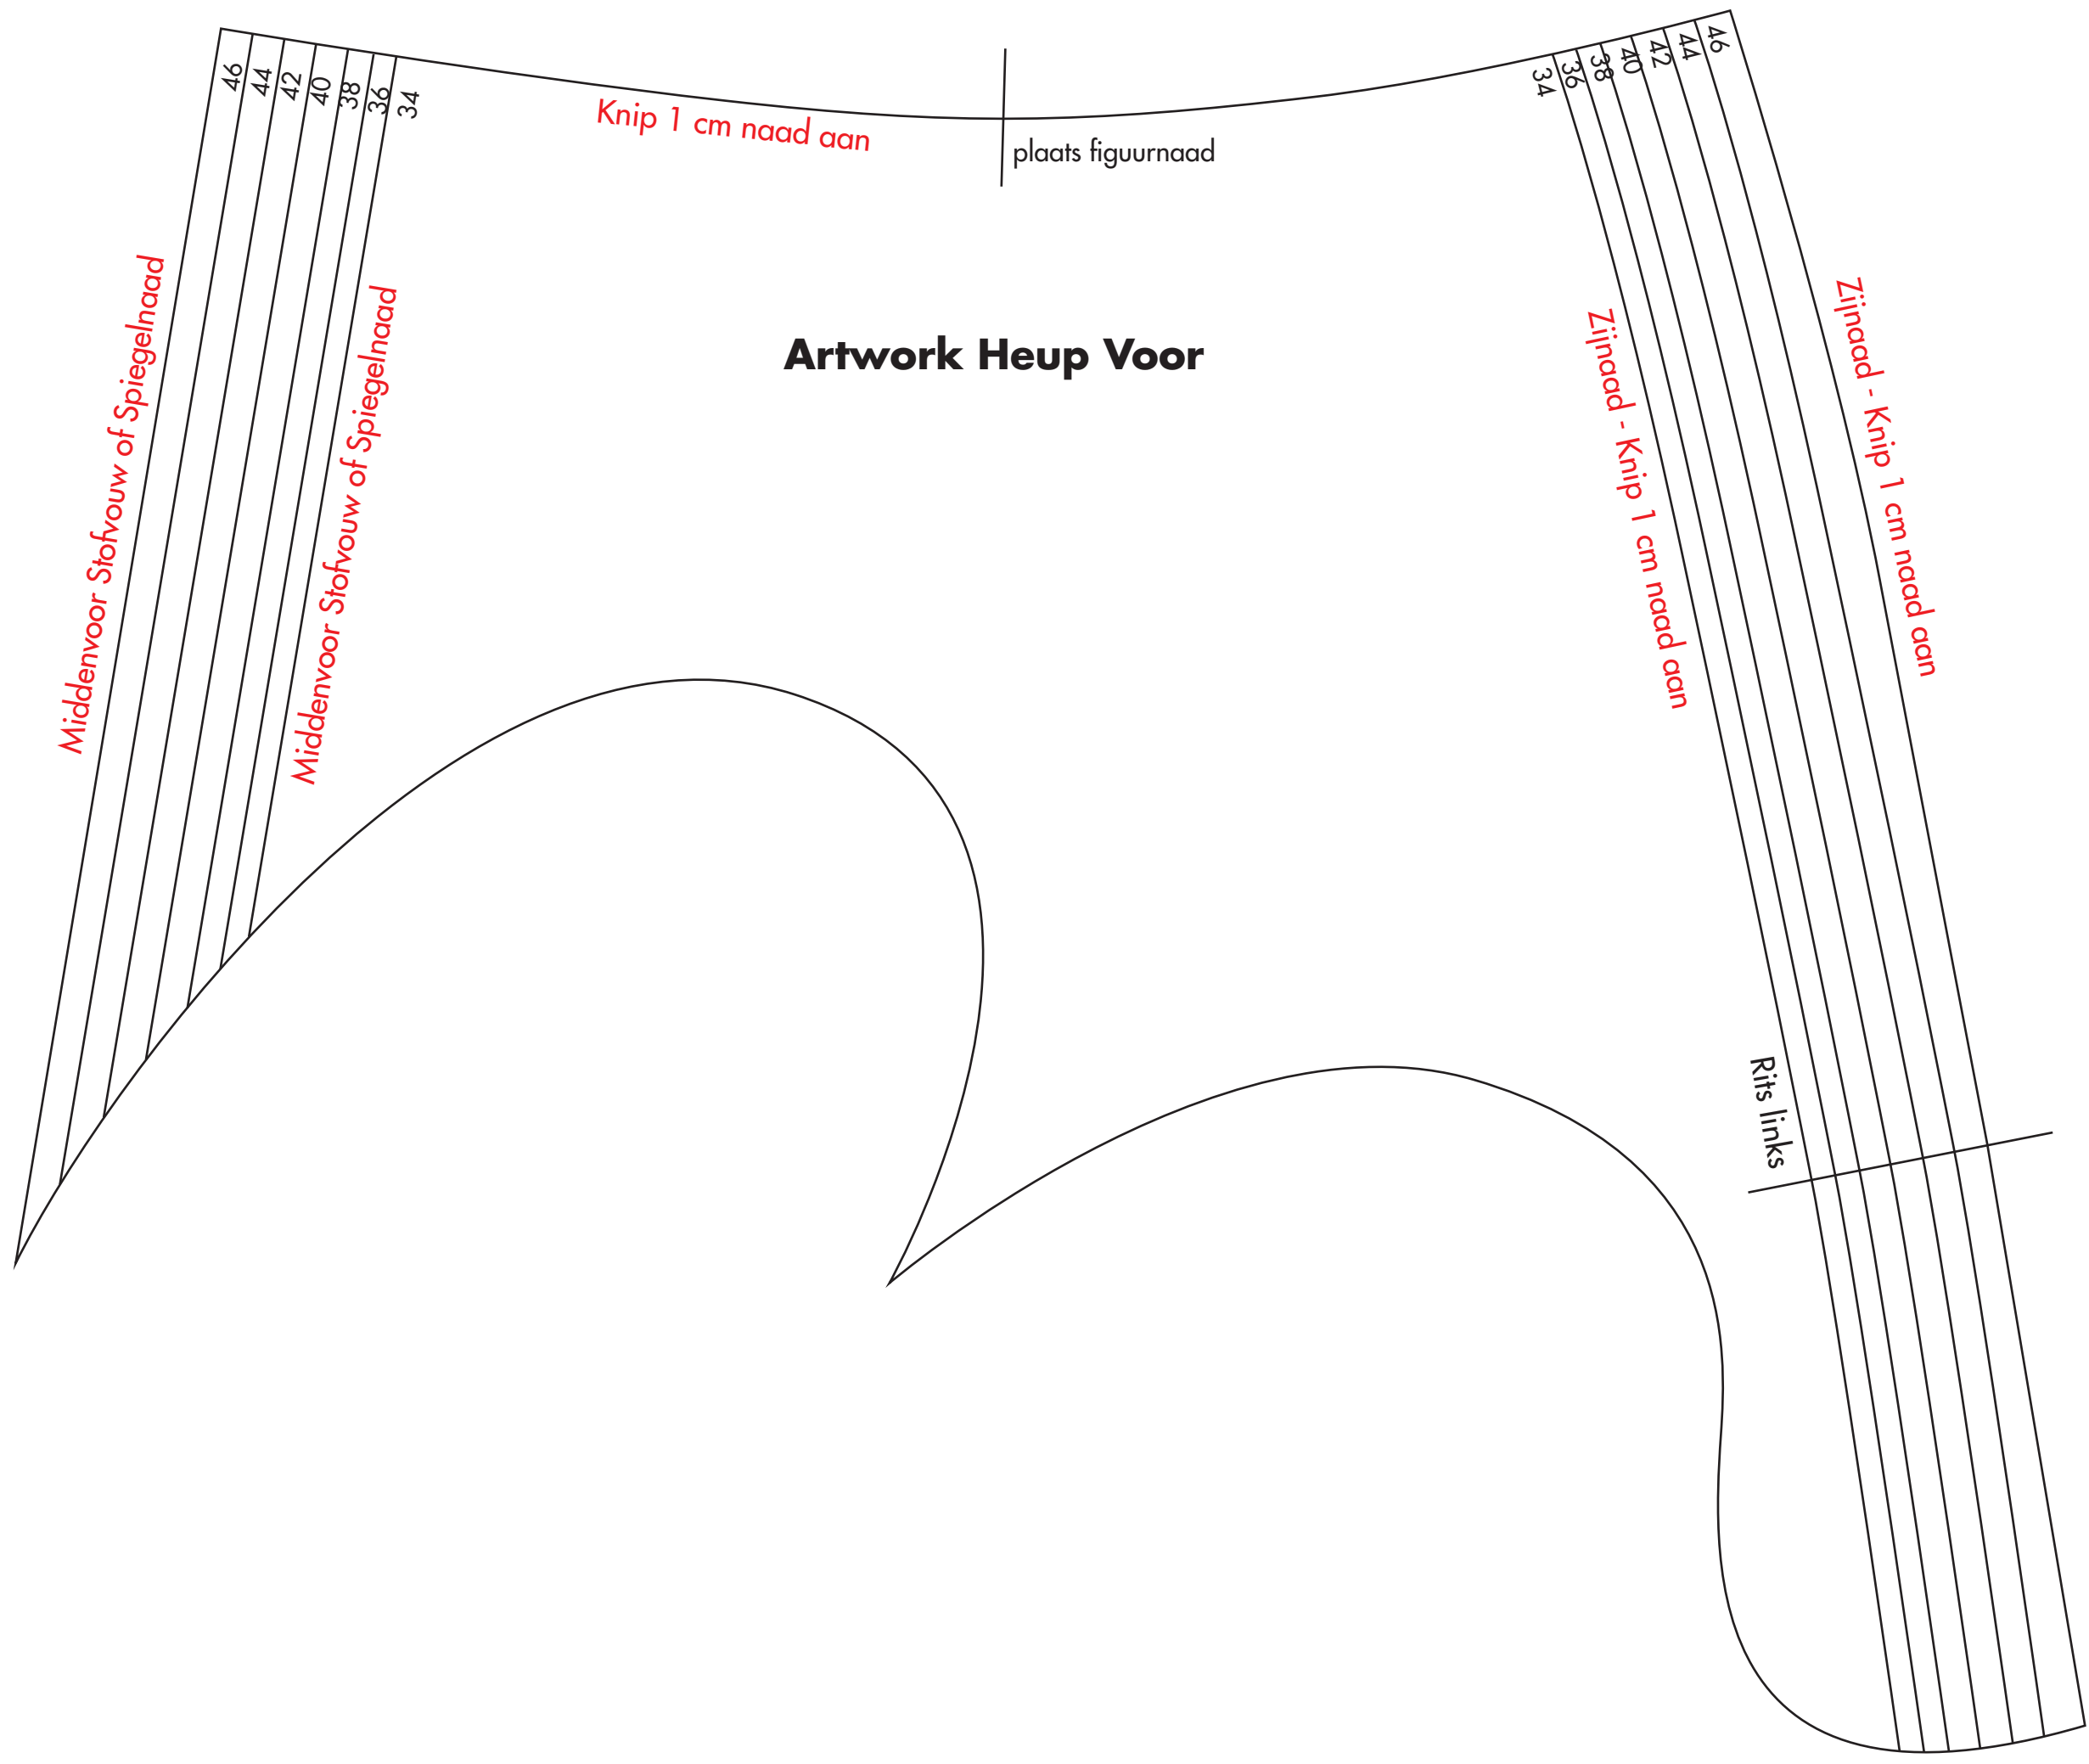 46
44
42
40
38
36
34
34
36
38
40
42
44
46
Knip 1 cm naad aan
plaats figuurnaad
Artwork Heup Voor
Middenvoor Stofvouw of Spiegelnaad
Middenvoor Stofvouw of Spiegelnaad
Zijnaad - Knip 1 cm naad aan
Zijnaad - Knip 1 cm naad aan
Rits links